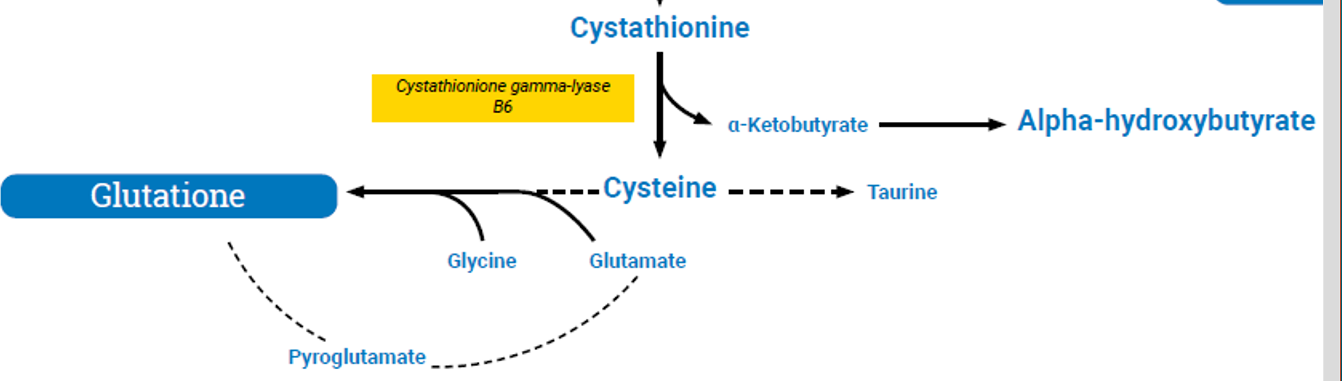 Cystathionine
Cystathionione gamma-lyase
B6
α-Ketobutyrate
Alpha-hydroxybutyrate
Glutatione
Cysteine
Taurine
Glycine
Glutamate
Pyroglutamate